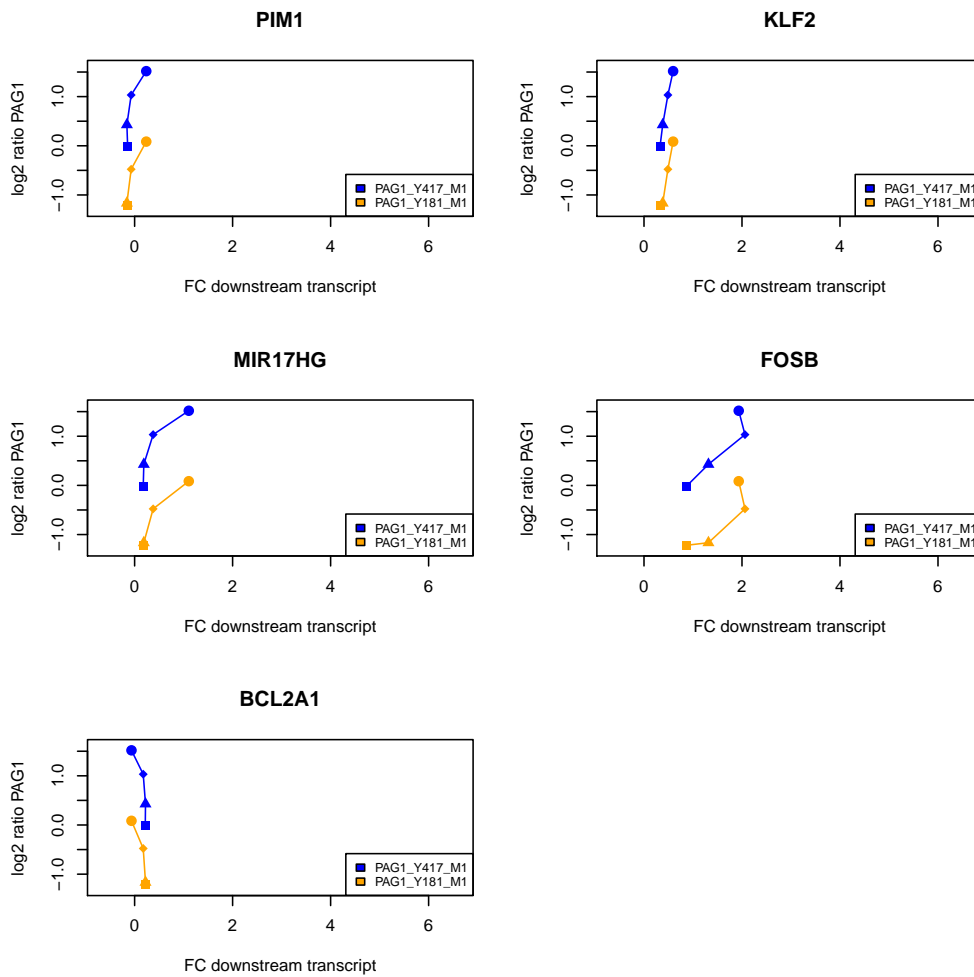 PIM1
log2 ratio PAG1
1.0
0.0
−1.0
PAG1_Y417_M1
PAG1_Y181_M1
0 2 4 6
FC downstream transcript
KLF2
log2 ratio PAG1
1.0
0.0
−1.0
PAG1_Y417_M1
PAG1_Y181_M1
0 2 4 6
FC downstream transcript
MIR17HG
log2 ratio PAG1
1.0
0.0
−1.0
PAG1_Y417_M1
PAG1_Y181_M1
0 2 4 6
FC downstream transcript
FOSB
log2 ratio PAG1
1.0
0.0
−1.0
PAG1_Y417_M1
PAG1_Y181_M1
0 2 4 6
FC downstream transcript
BCL2A1
log2 ratio PAG1
1.0
0.0
−1.0
PAG1_Y417_M1
PAG1_Y181_M1
0 2 4 6
FC downstream transcript